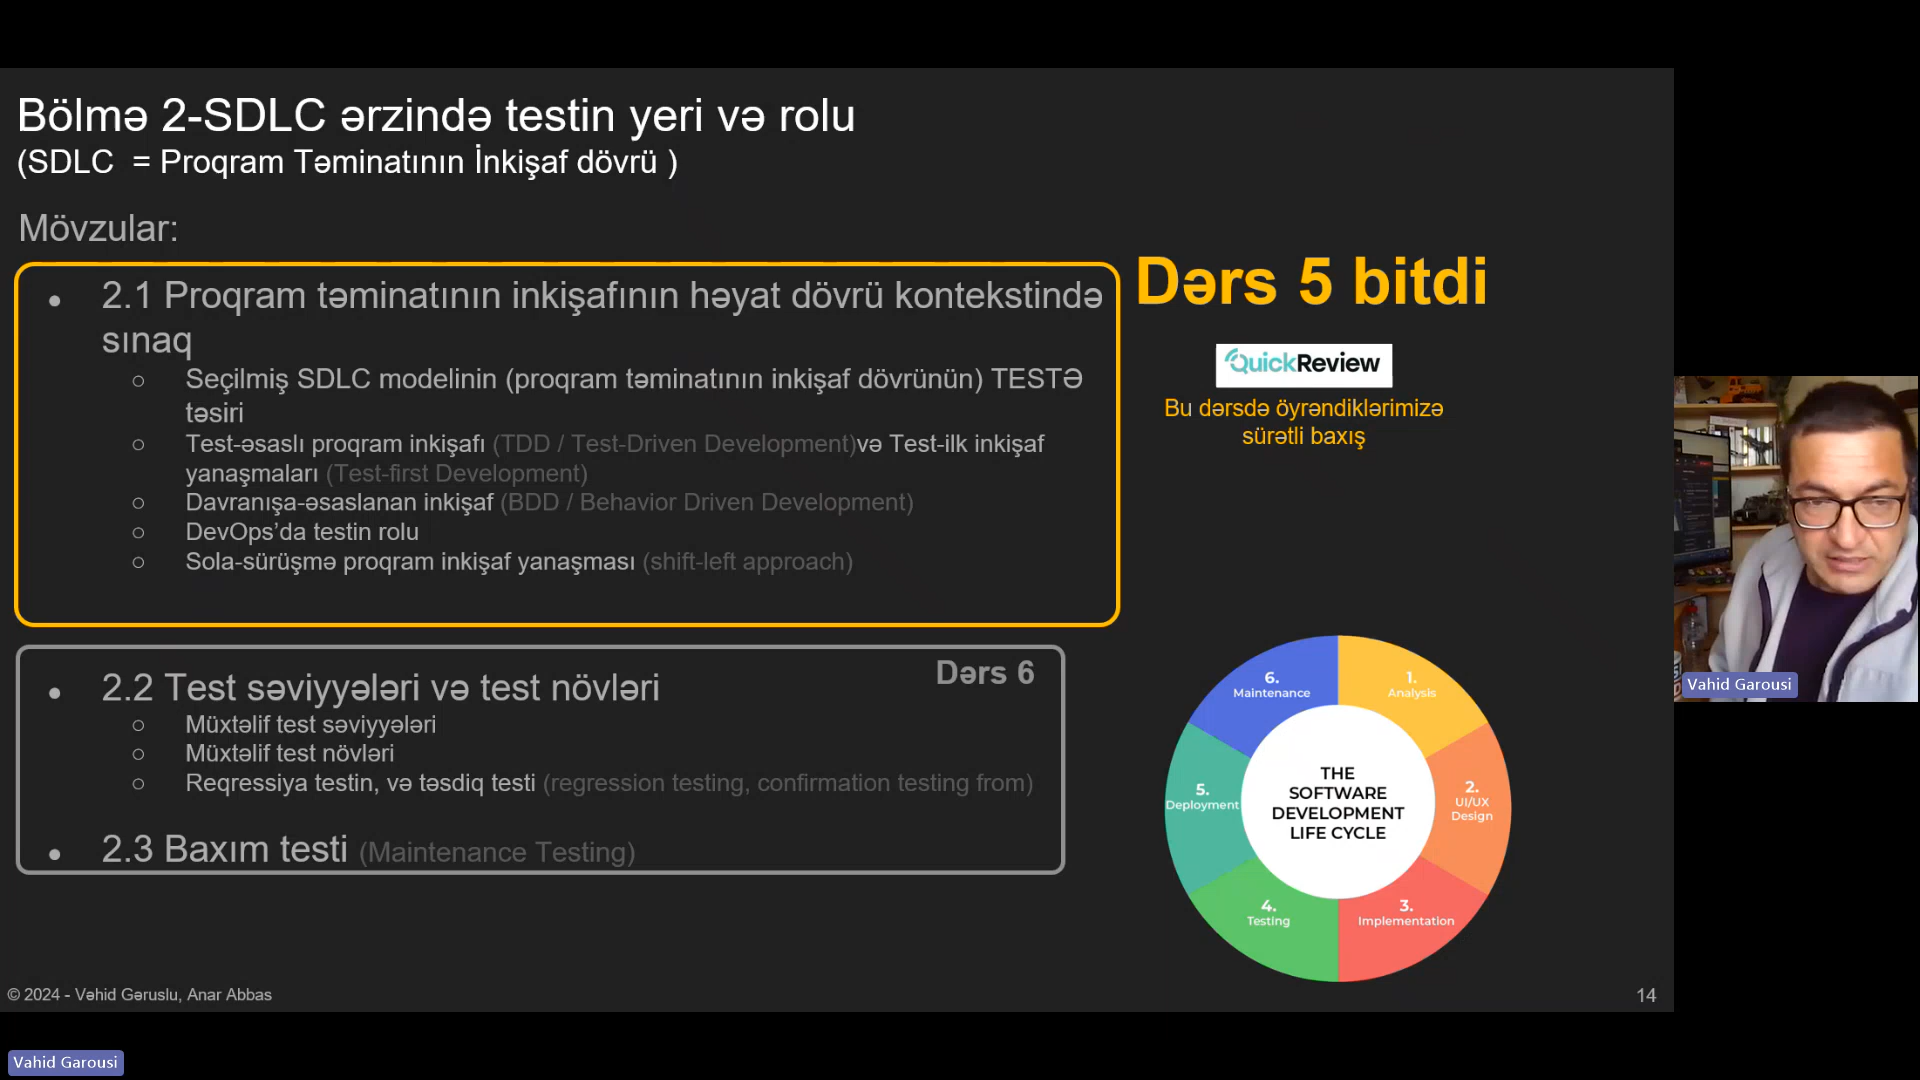 Bölmə 2-SDLC ərzində testin yeri və rolu
(SDLC = Proqram Təminatının İnkişaf dövrü )
Mövzular:
● 2.1 Proqram təminatının inkişafının həyat dövrü kontekstində
sınaq
○ Seçilmiş SDLC modelinin (proqram təminatının inkişaf dövrünün) TESTƏ
təsiri
○ Test-əsaslı proqram inkişafı (TDD / Test-Driven Development)və Test-ilk inkişaf
yanaşmaları (Test-first Development)
○ Davranışa-əsaslanan inkişaf (BDD / Behavior Driven Development)
○ DevOps’da testin rolu
○ Sola-sürüşmə proqram inkişaf yanaşması (shift-left approach)
Dərs 5 bitdi
QuickReview
Bu dərsdə öyrəndiklərimizə
sürətli baxış
Dərs 6
● 2.2 Test səviyyələri və test növləri
○ Müxtəlif test səviyyələri
○ Müxtəlif test növləri
○ Reqressiya testin, və təsdiq testi (regression testing, confirmation testing from)
● 2.3 Baxım testi (Maintenance Testing)
THE
SOFTWARE
DEVELOPMENT
LIFE CYCLE
1.
Analysis
2.
UI/UX
Design
3.
Implementation
4.
Testing
5.
Deployment
6.
Maintenance
© 2024 - Vəhid Gəruslu, Anar Abbas
14
Vahid Garousi
Vahid Garousi